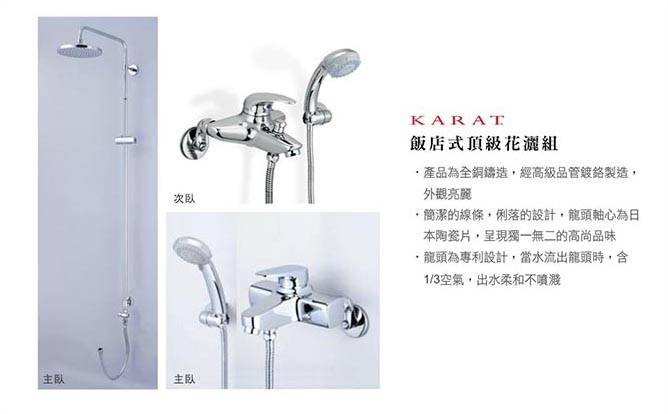 KARAT
飯店式頂級花灑組
・產品為全銅鑄造，經高級品管鍍鉻製造，
外觀亮麗
・簡潔的線條，俐落的設計，龍頭軸心為日
本陶瓷片，呈現獨一無二的高尚品味
・龍頭為專利設計，當水流出龍頭時，含
1/3空氣，出水柔和不噴濺
次臥
主臥
主臥